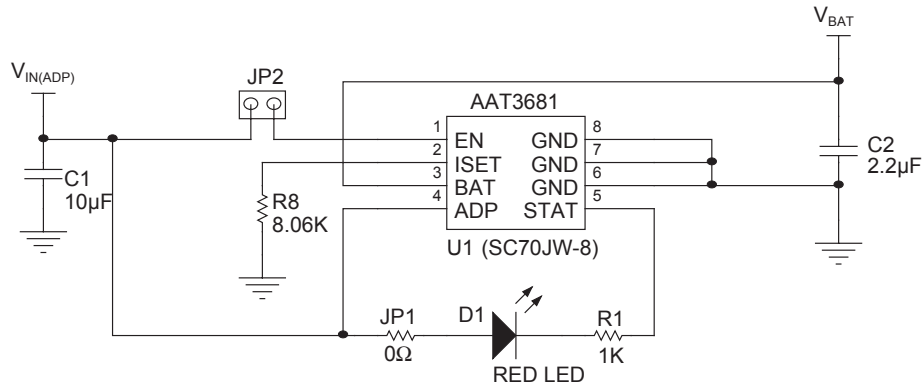 V_BAT
V_IN(ADP)
JP2
AAT3681
1
EN
GND
8
2
ISET
GND
7
3
BAT
GND
6
4
ADP
STAT
5
C1
10µF
R8
8.06K
C2
2.2µF
U1 (SC70JW-8)
JP1
0Ω
D1
RED LED
R1
1K